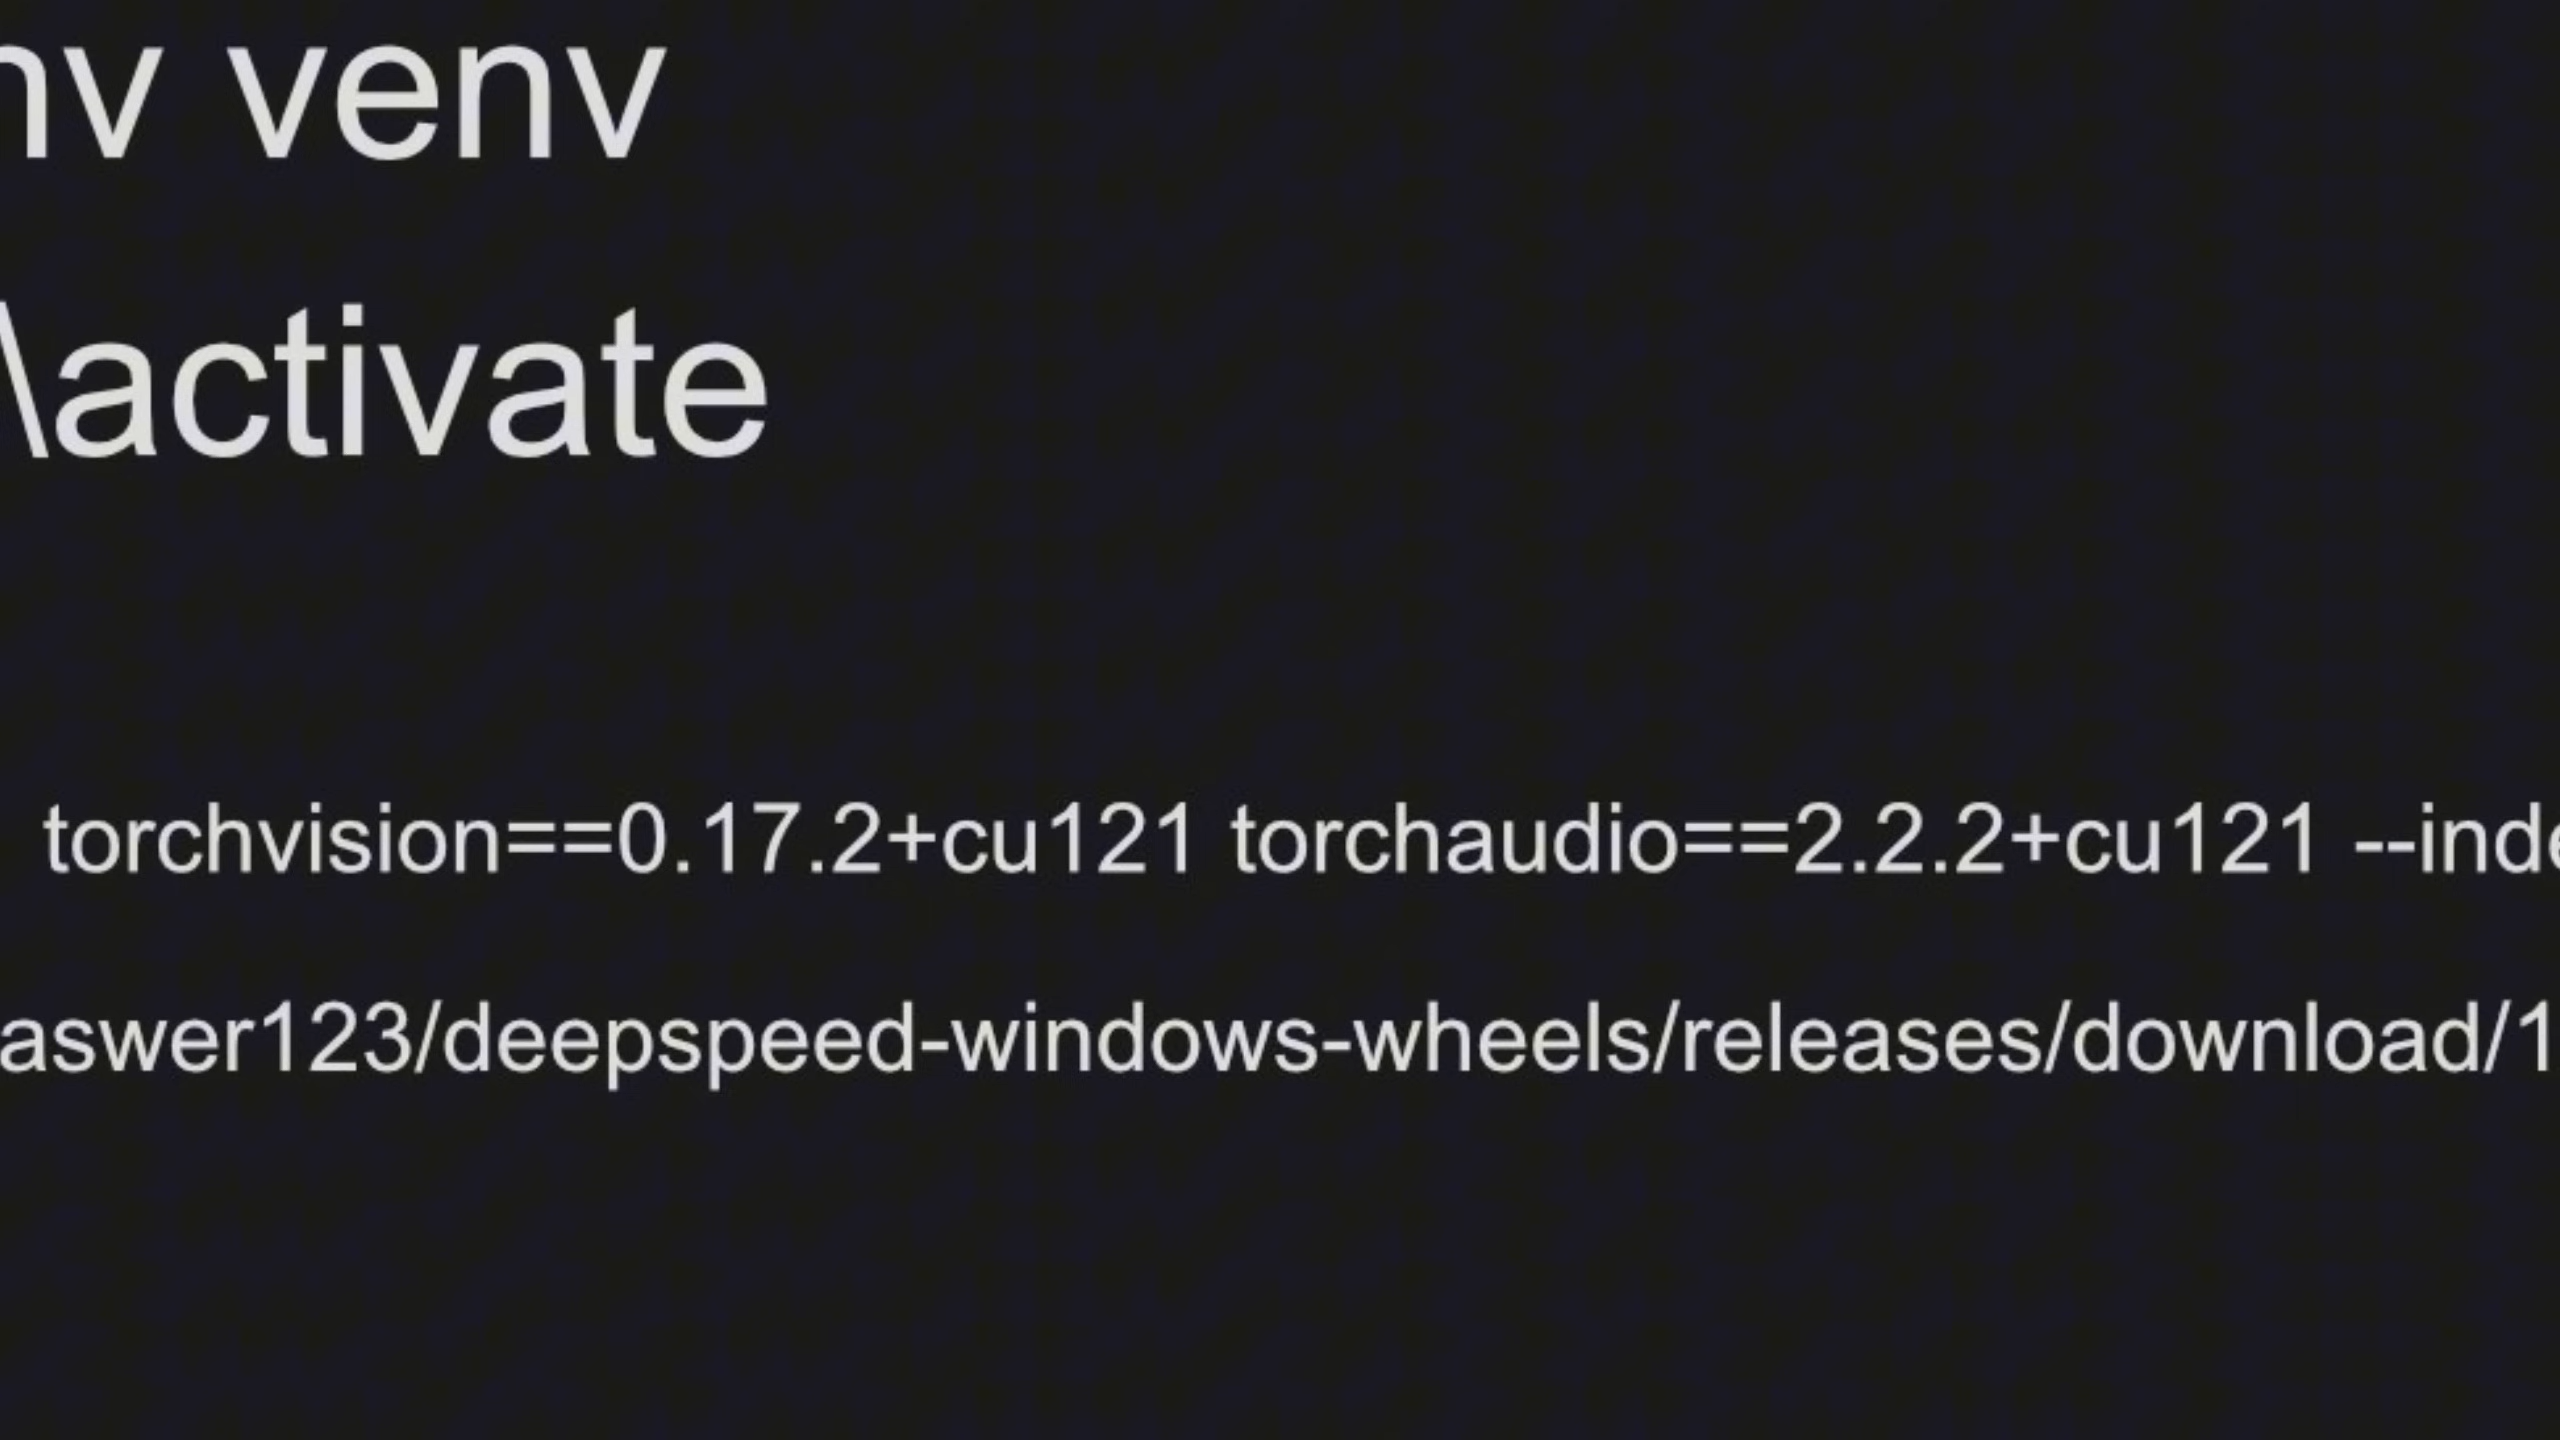 nv venv
\activate
torchvision==0.17.2+cu121 torchaudio==2.2.2+cu121 --inde
aswer123/deepspeed-windows-wheels/releases/download/1